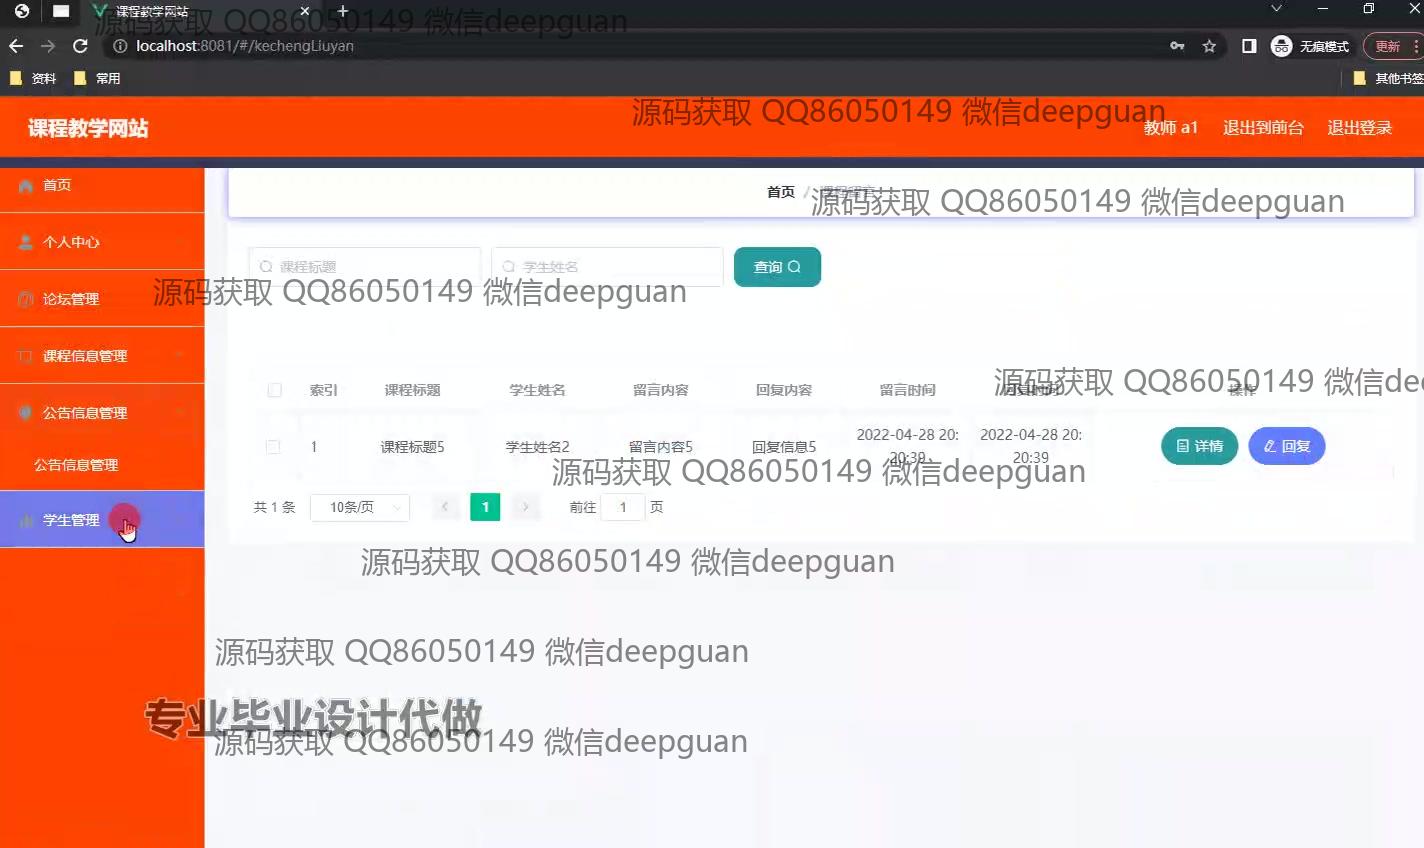 课程教学网站
源码获取 QQ86050149 微信deepguan
localhost:8081/#/kechengLiuyan
无痕模式
更新
资料
常用
其他书签
课程教学网站
源码获取 QQ86050149 微信deepguan
教师 a1
退出到前台
退出登录
首页
首页 /
源码获取 QQ86050149 微信deepguan
个人中心
课程标题
学生姓名
查询
论坛管理
源码获取 QQ86050149 微信deepguan
课程信息管理
源码获取 QQ86050149 微信dee
索引 课程标题 学生姓名 留言内容 回复内容 留言时间 回复时间 操作
公告信息管理
1 课程标题5 学生姓名2 留言内容5 回复信息5 2022-04-28 20:20:39 2022-04-28 20:20:39 详情 回复
公告信息管理
源码获取 QQ86050149 微信deepguan
共 1 条 10条/页 1 前往 1 页
学生管理
源码获取 QQ86050149 微信deepguan
源码获取 QQ86050149 微信deepguan
专业毕业设计代做
源码获取 QQ86050149 微信deepguan